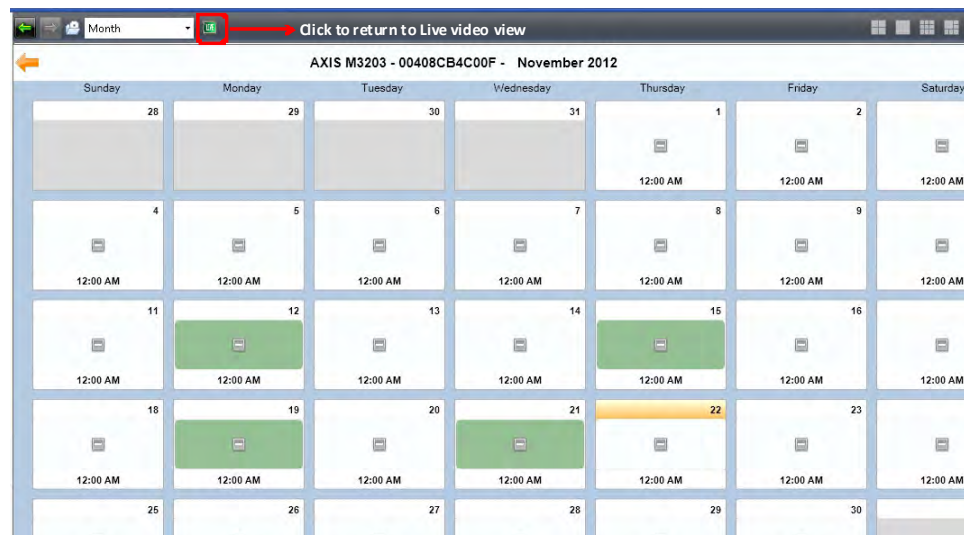 Month
Click to return to Live video view
AXIS M3203 - 00408CB4C00F - November 2012
Sunday Monday Tuesday Wednesday Thursday Friday Saturday
28 29 30 31 1 2
12:00 AM 12:00 AM 12:00 AM
4 5 6 7 8 9
12:00 AM 12:00 AM 12:00 AM 12:00 AM 12:00 AM 12:00 AM 12:00 AM
11 12 13 14 15 16
12:00 AM 12:00 AM 12:00 AM 12:00 AM 12:00 AM 12:00 AM 12:00 AM
18 19 20 21 22 23
12:00 AM 12:00 AM 12:00 AM 12:00 AM 12:00 AM 12:00 AM 12:00 AM
25 26 27 28 29 30